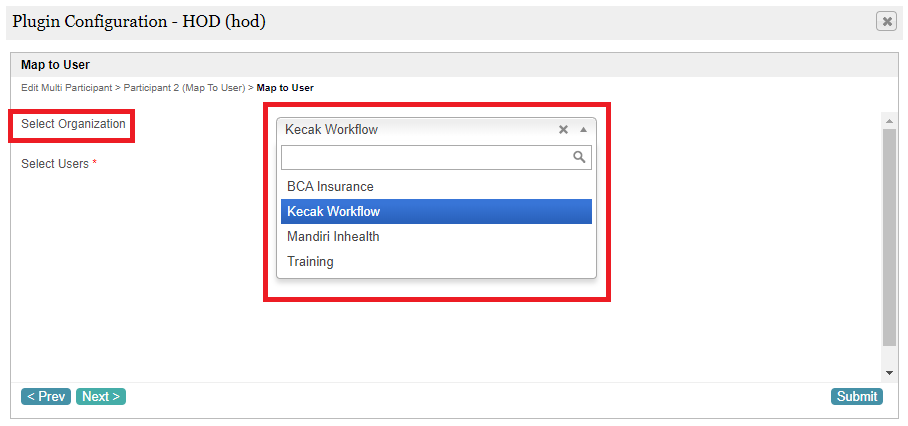 Plugin Configuration - HOD (hod)
Map to User
Edit Multi Participant > Participant 2 (Map To User) > Map to User
Select Organization
Kecak Workflow
BCA Insurance
Kecak Workflow
Mandiri Inhealth
Training
Select Users *
< Prev Next > Submit